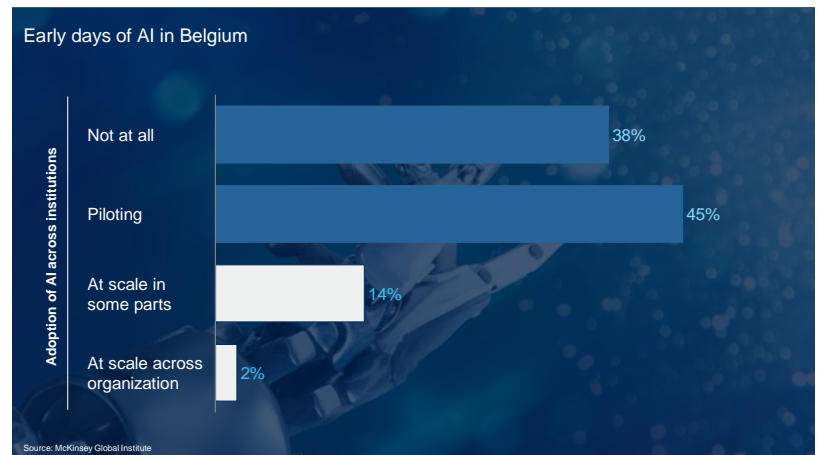 Early days of AI in Belgium
Adoption of AI across institutions
Not at all
38%
Piloting
45%
At scale in
some parts
14%
At scale across
organization
2%
Source: McKinsey Global Institute